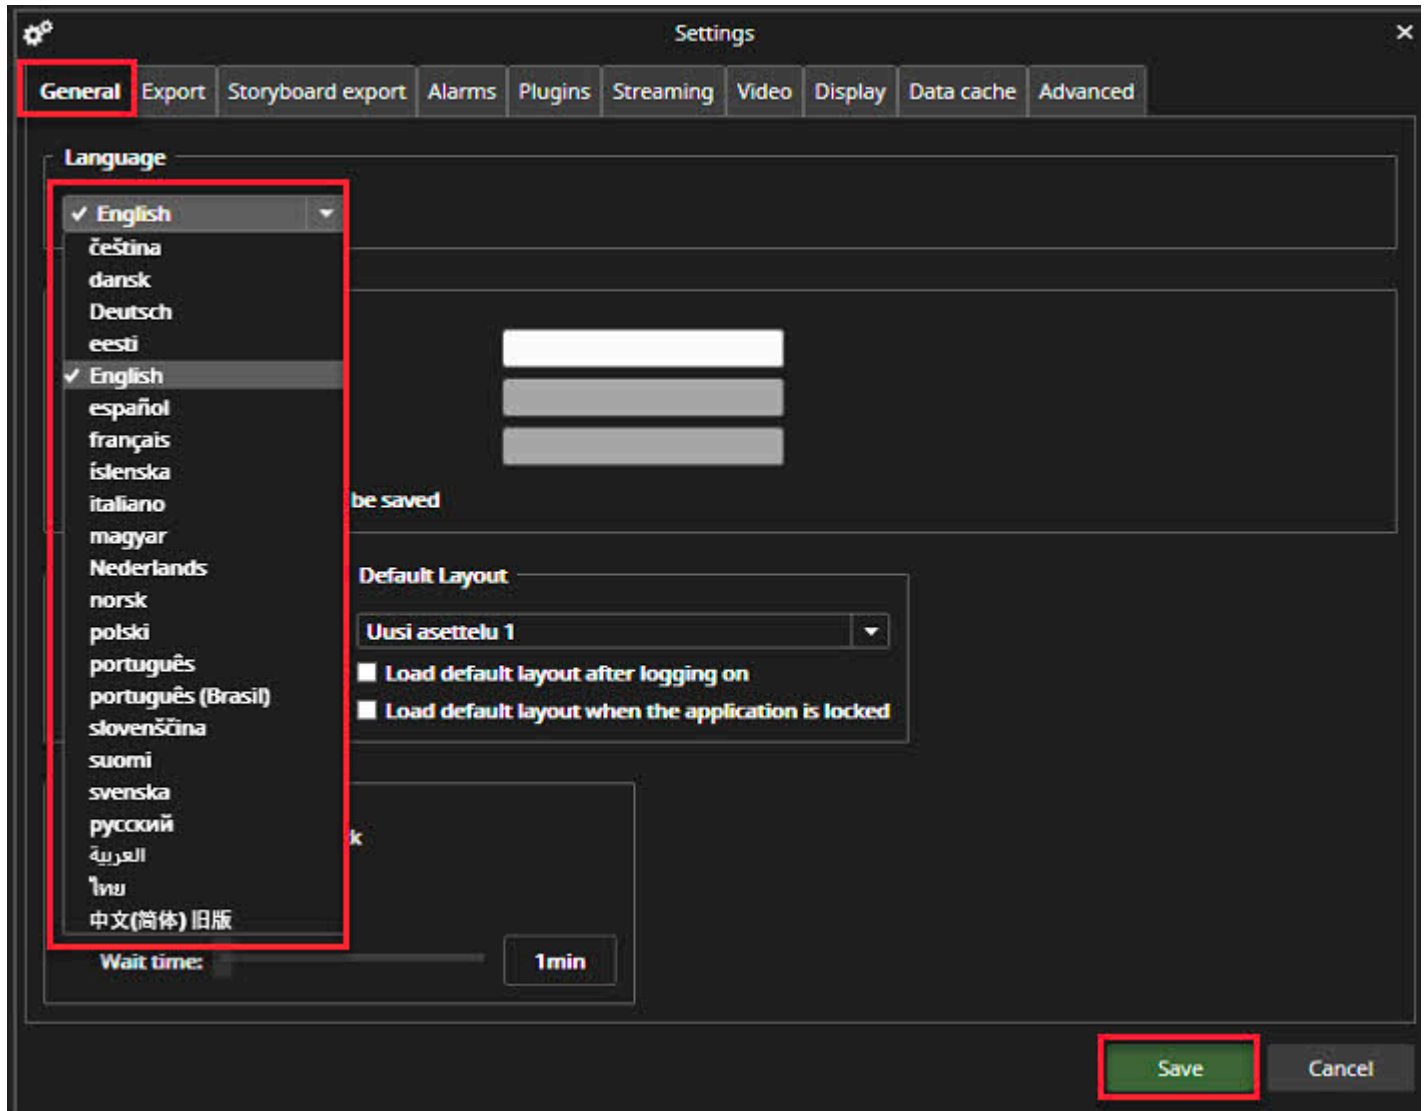 Settings
General Export Storyboard export Alarms Plugins Streaming Video Display Data cache Advanced
Language
English
čeština
dansk
Deutsch
eesti
English
español
français
íslenska
italiano
magyar
Nederlands
norsk
polski
português
português (Brasil)
slovenščina
suomi
svenska
русский
العربية
ไทย
中文(简体) 旧版
be saved
Default Layout
Uusi asettelu 1
Load default layout after logging on
Load default layout when the application is locked
k
Wait time: 1min
Save Cancel